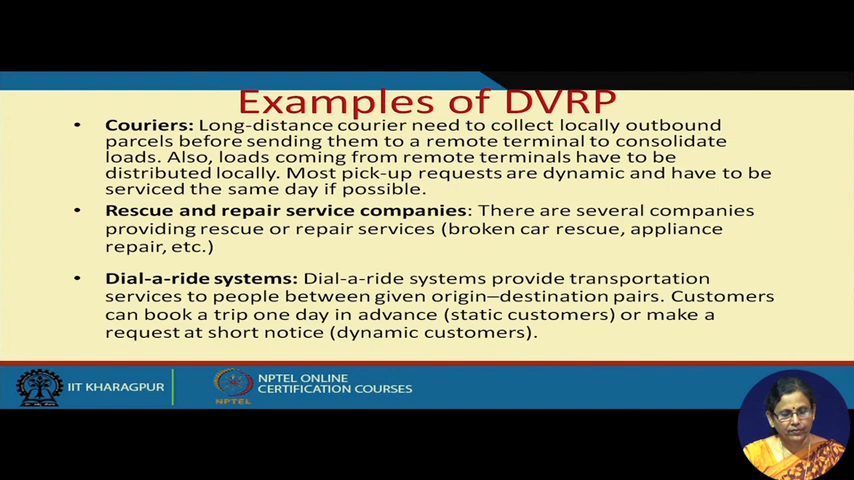 Examples of DVRP
• Couriers: Long-distance courier need to collect locally outbound
parcels before sending them to a remote terminal to consolidate
loads. Also, loads coming from remote terminals have to be
distributed locally. Most pick-up requests are dynamic and have to be
serviced the same day if possible.
• Rescue and repair service companies: There are several companies
providing rescue or repair services (broken car rescue, appliance
repair, etc.)
• Dial-a-ride systems: Dial-a-ride systems provide transportation
services to people between given origin–destination pairs. Customers
can book a trip one day in advance (static customers) or make a
request at short notice (dynamic customers).
IIT KHARAGPUR
NPTEL
NPTEL ONLINE
CERTIFICATION COURSES